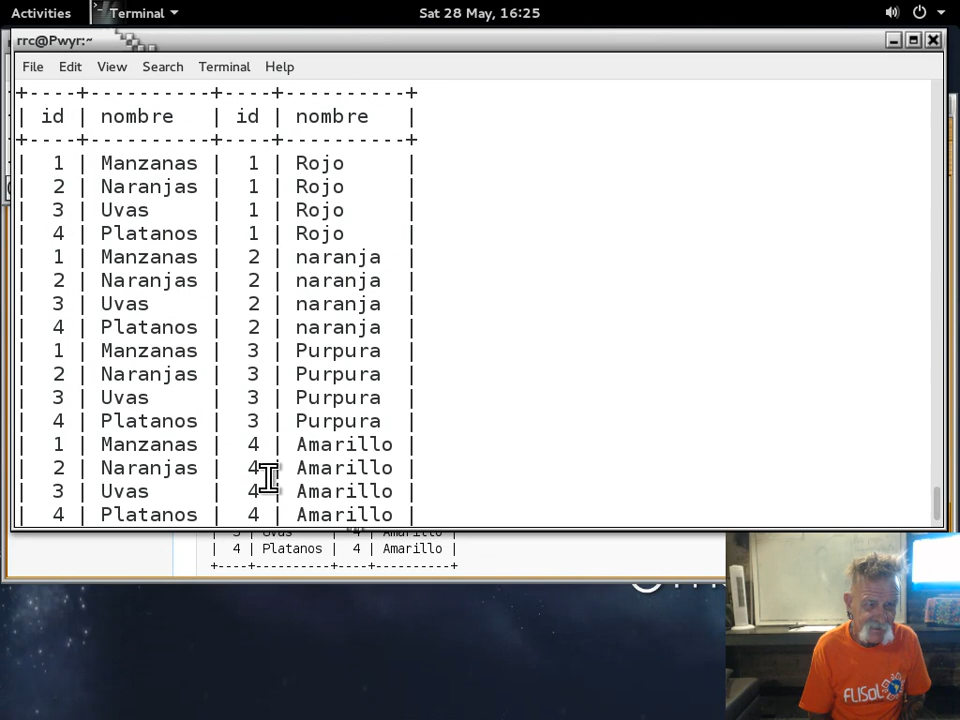 Activities Terminal Sat 28 May, 16:25
rrc@Pwyr:~
File Edit View Search Terminal Help
+----+----------+----+----------+
| id | nombre | id | nombre |
+----+----------+----+----------+
| 1 | Manzanas | 1 | Rojo |
| 2 | Naranjas | 1 | Rojo |
| 3 | Uvas | 1 | Rojo |
| 4 | Platanos | 1 | Rojo |
| 1 | Manzanas | 2 | naranja |
| 2 | Naranjas | 2 | naranja |
| 3 | Uvas | 2 | naranja |
| 4 | Platanos | 2 | naranja |
| 1 | Manzanas | 3 | Purpura |
| 2 | Naranjas | 3 | Purpura |
| 3 | Uvas | 3 | Purpura |
| 4 | Platanos | 3 | Purpura |
| 1 | Manzanas | 4 | Amarillo |
| 2 | Naranjas | 4 | Amarillo |
| 3 | Uvas | 4 | Amarillo |
| 4 | Platanos | 4 | Amarillo |
| 3 | Uvas | 4 | Amarillo |
| 4 | Platanos | 4 | Amarillo |
+----+----------+----+----------+
FLISoL